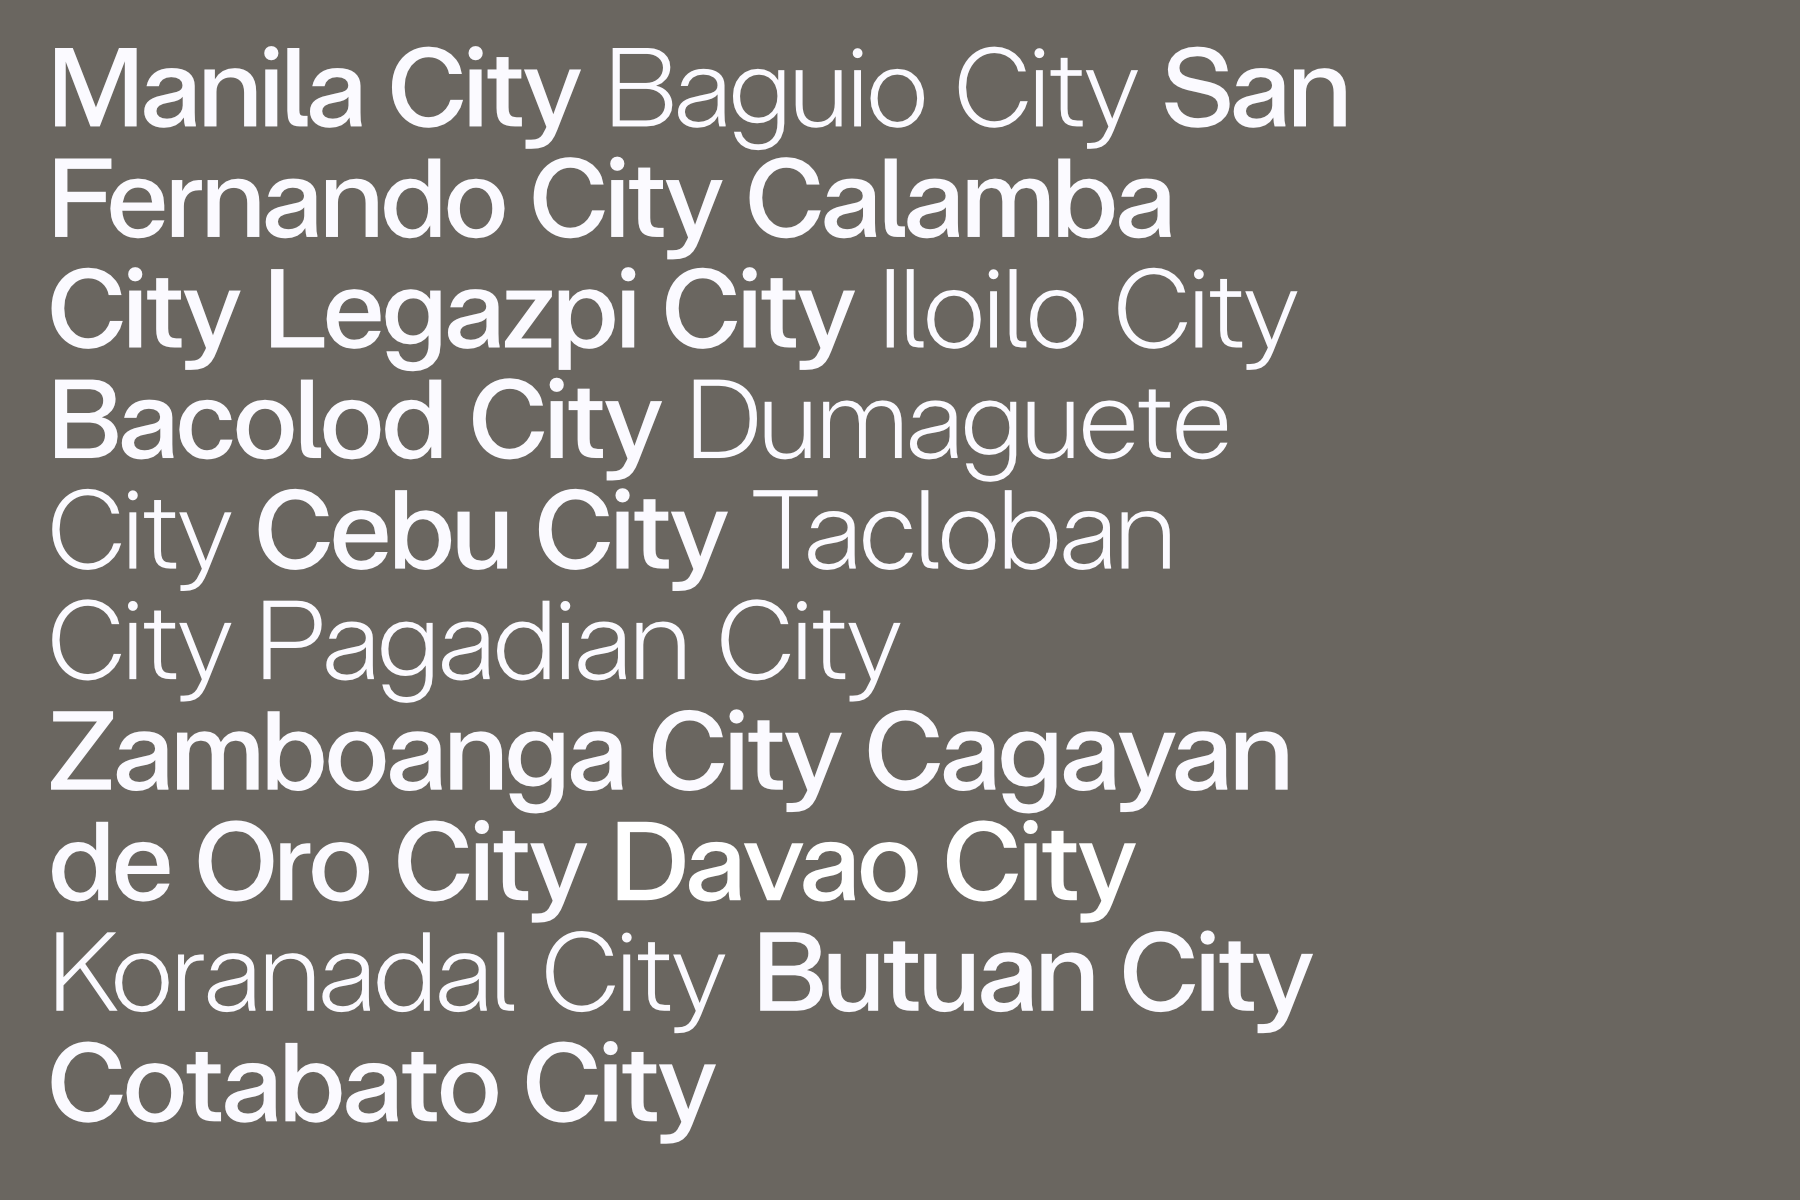 Manila City Baguio City San
Fernando City Calamba
City Legazpi City Iloilo City
Bacolod City Dumaguete
City Cebu City Tacloban
City Pagadian City
Zamboanga City Cagayan
de Oro City Davao City
Koranadal City Butuan City
Cotabato City